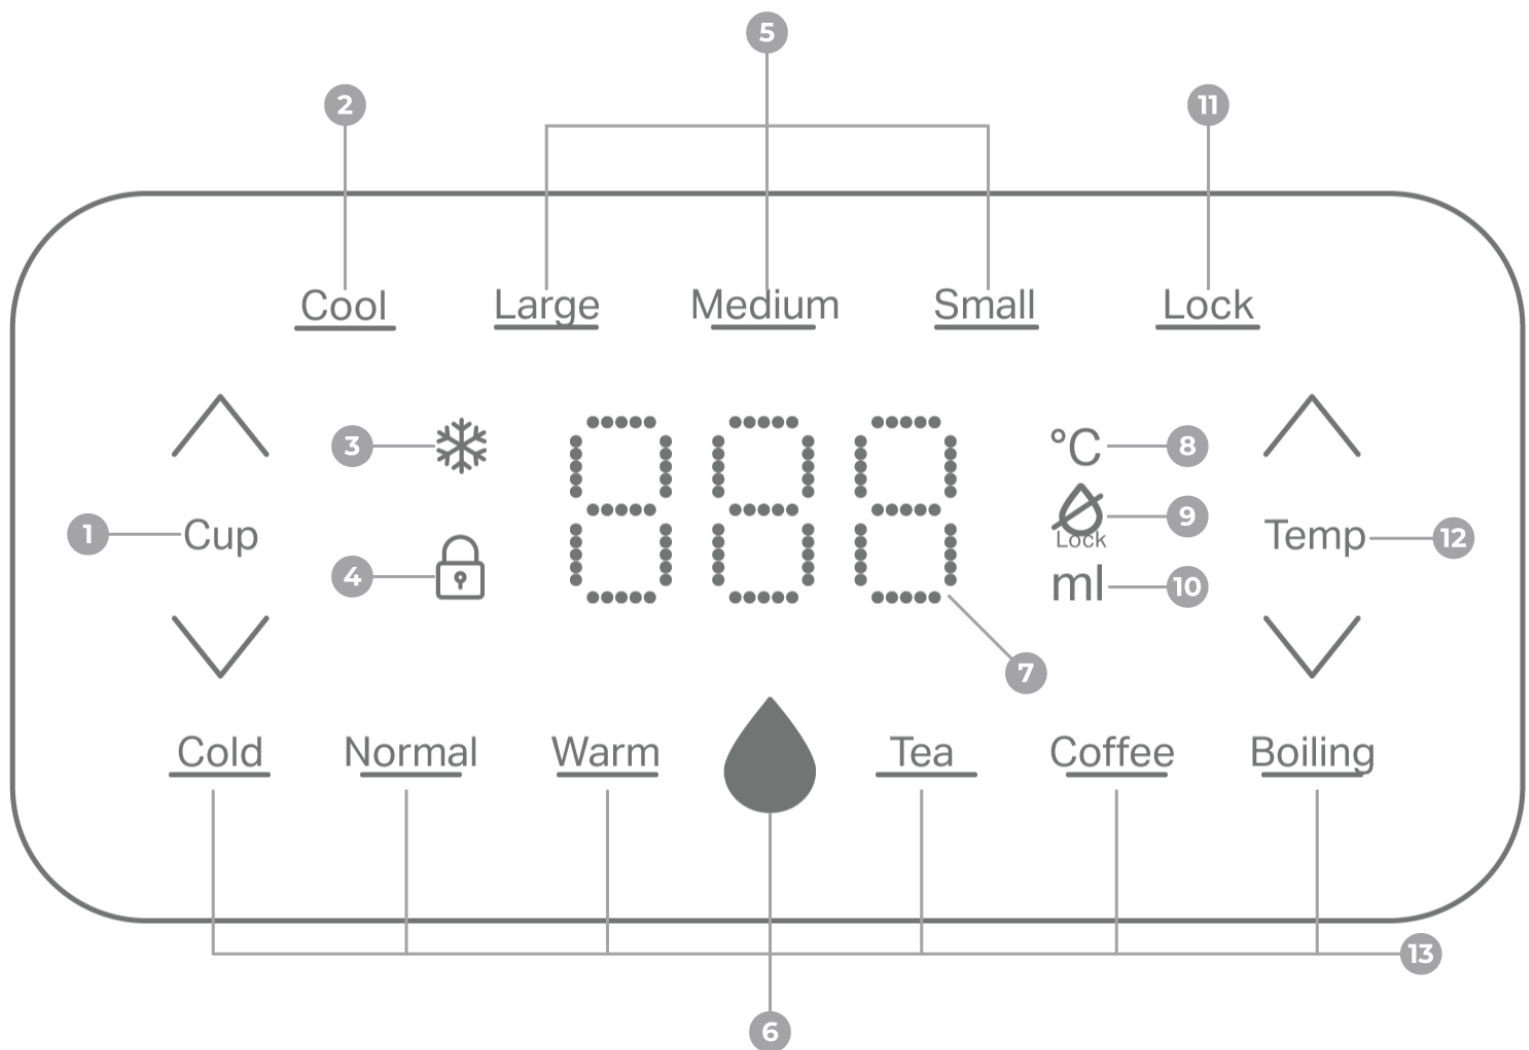 5
2
11
Cool Large Medium Small Lock
3
888
°C 8
1 Cup
Lock 9
Temp 12
4
ml 10
7
Cold Normal Warm Tea Coffee Boiling
13
6